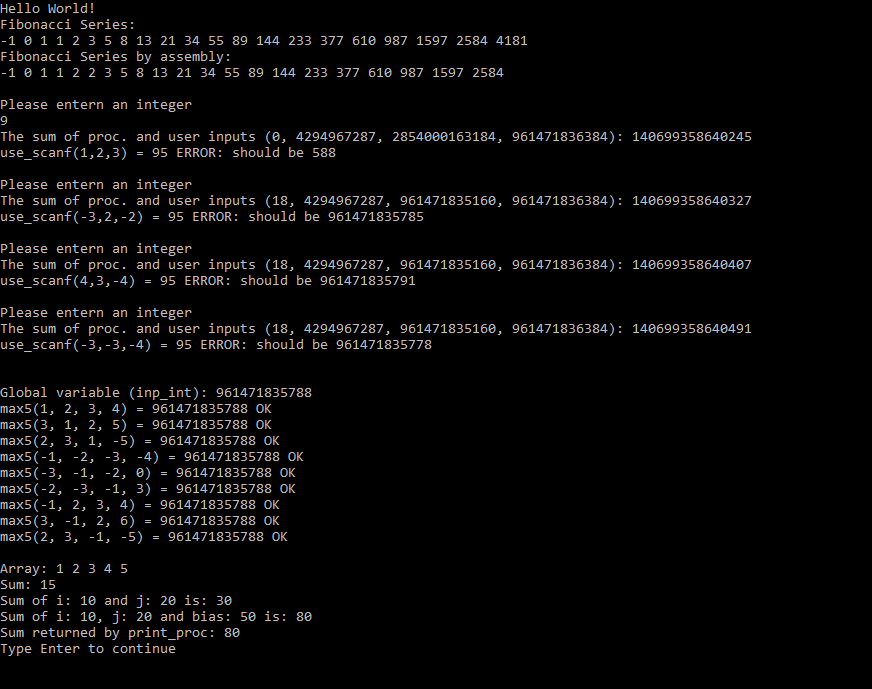 Hello World!
Fibonacci Series:
-1 0 1 1 2 3 5 8 13 21 34 55 89 144 233 377 610 987 1597 2584 4181
Fibonacci Series by assembly:
-1 0 1 1 2 2 3 5 8 13 21 34 55 89 144 233 377 610 987 1597 2584
Please entern an integer
9
The sum of proc. and user inputs (0, 4294967287, 2854000163184, 961471836384): 140699358640245
use_scanf(1,2,3) = 95 ERROR: should be 588
Please entern an integer
The sum of proc. and user inputs (18, 4294967287, 961471835160, 961471836384): 140699358640327
use_scanf(-3,2,-2) = 95 ERROR: should be 961471835785
Please entern an integer
The sum of proc. and user inputs (18, 4294967287, 961471835160, 961471836384): 140699358640407
use_scanf(4,3,-4) = 95 ERROR: should be 961471835791
Please entern an integer
The sum of proc. and user inputs (18, 4294967287, 961471835160, 961471836384): 140699358640491
use_scanf(-3,-3,-4) = 95 ERROR: should be 961471835778
Global variable (inp_int): 961471835788
max5(1, 2, 3, 4) = 961471835788 OK
max5(3, 1, 2, 5) = 961471835788 OK
max5(2, 3, 1, -5) = 961471835788 OK
max5(-1, -2, -3, -4) = 961471835788 OK
max5(-3, -1, -2, 0) = 961471835788 OK
max5(-2, -3, -1, 3) = 961471835788 OK
max5(-1, 2, 3, 4) = 961471835788 OK
max5(3, -1, 2, 6) = 961471835788 OK
max5(2, 3, -1, -5) = 961471835788 OK
Array: 1 2 3 4 5
Sum: 15
Sum of i: 10 and j: 20 is: 30
Sum of i: 10, j: 20 and bias: 50 is: 80
Sum returned by print_proc: 80
Type Enter to continue